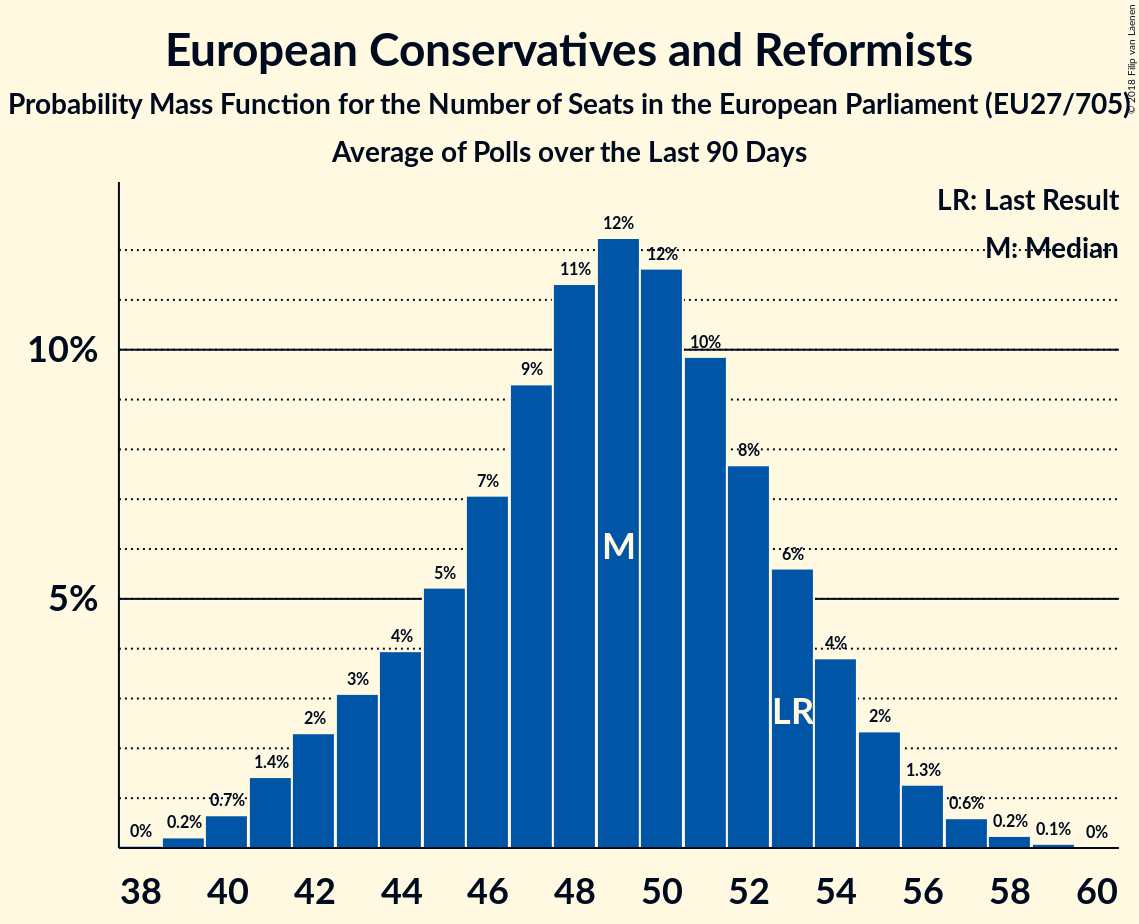 European Conservatives and Reformists
Probability Mass Function for the Number of Seats in the European Parliament (EU27/705)
Average of Polls over the Last 90 Days
© 2018 Filip van Laenen
LR: Last Result
M: Median
10%
5%
0%
0.2%
0.7%
1.4%
2%
3%
4%
5%
7%
9%
11%
12%
12%
10%
8%
6%
4%
2%
1.3%
0.6%
0.2%
0.1%
0%
M
LR
38 40 42 44 46 48 50 52 54 56 58 60